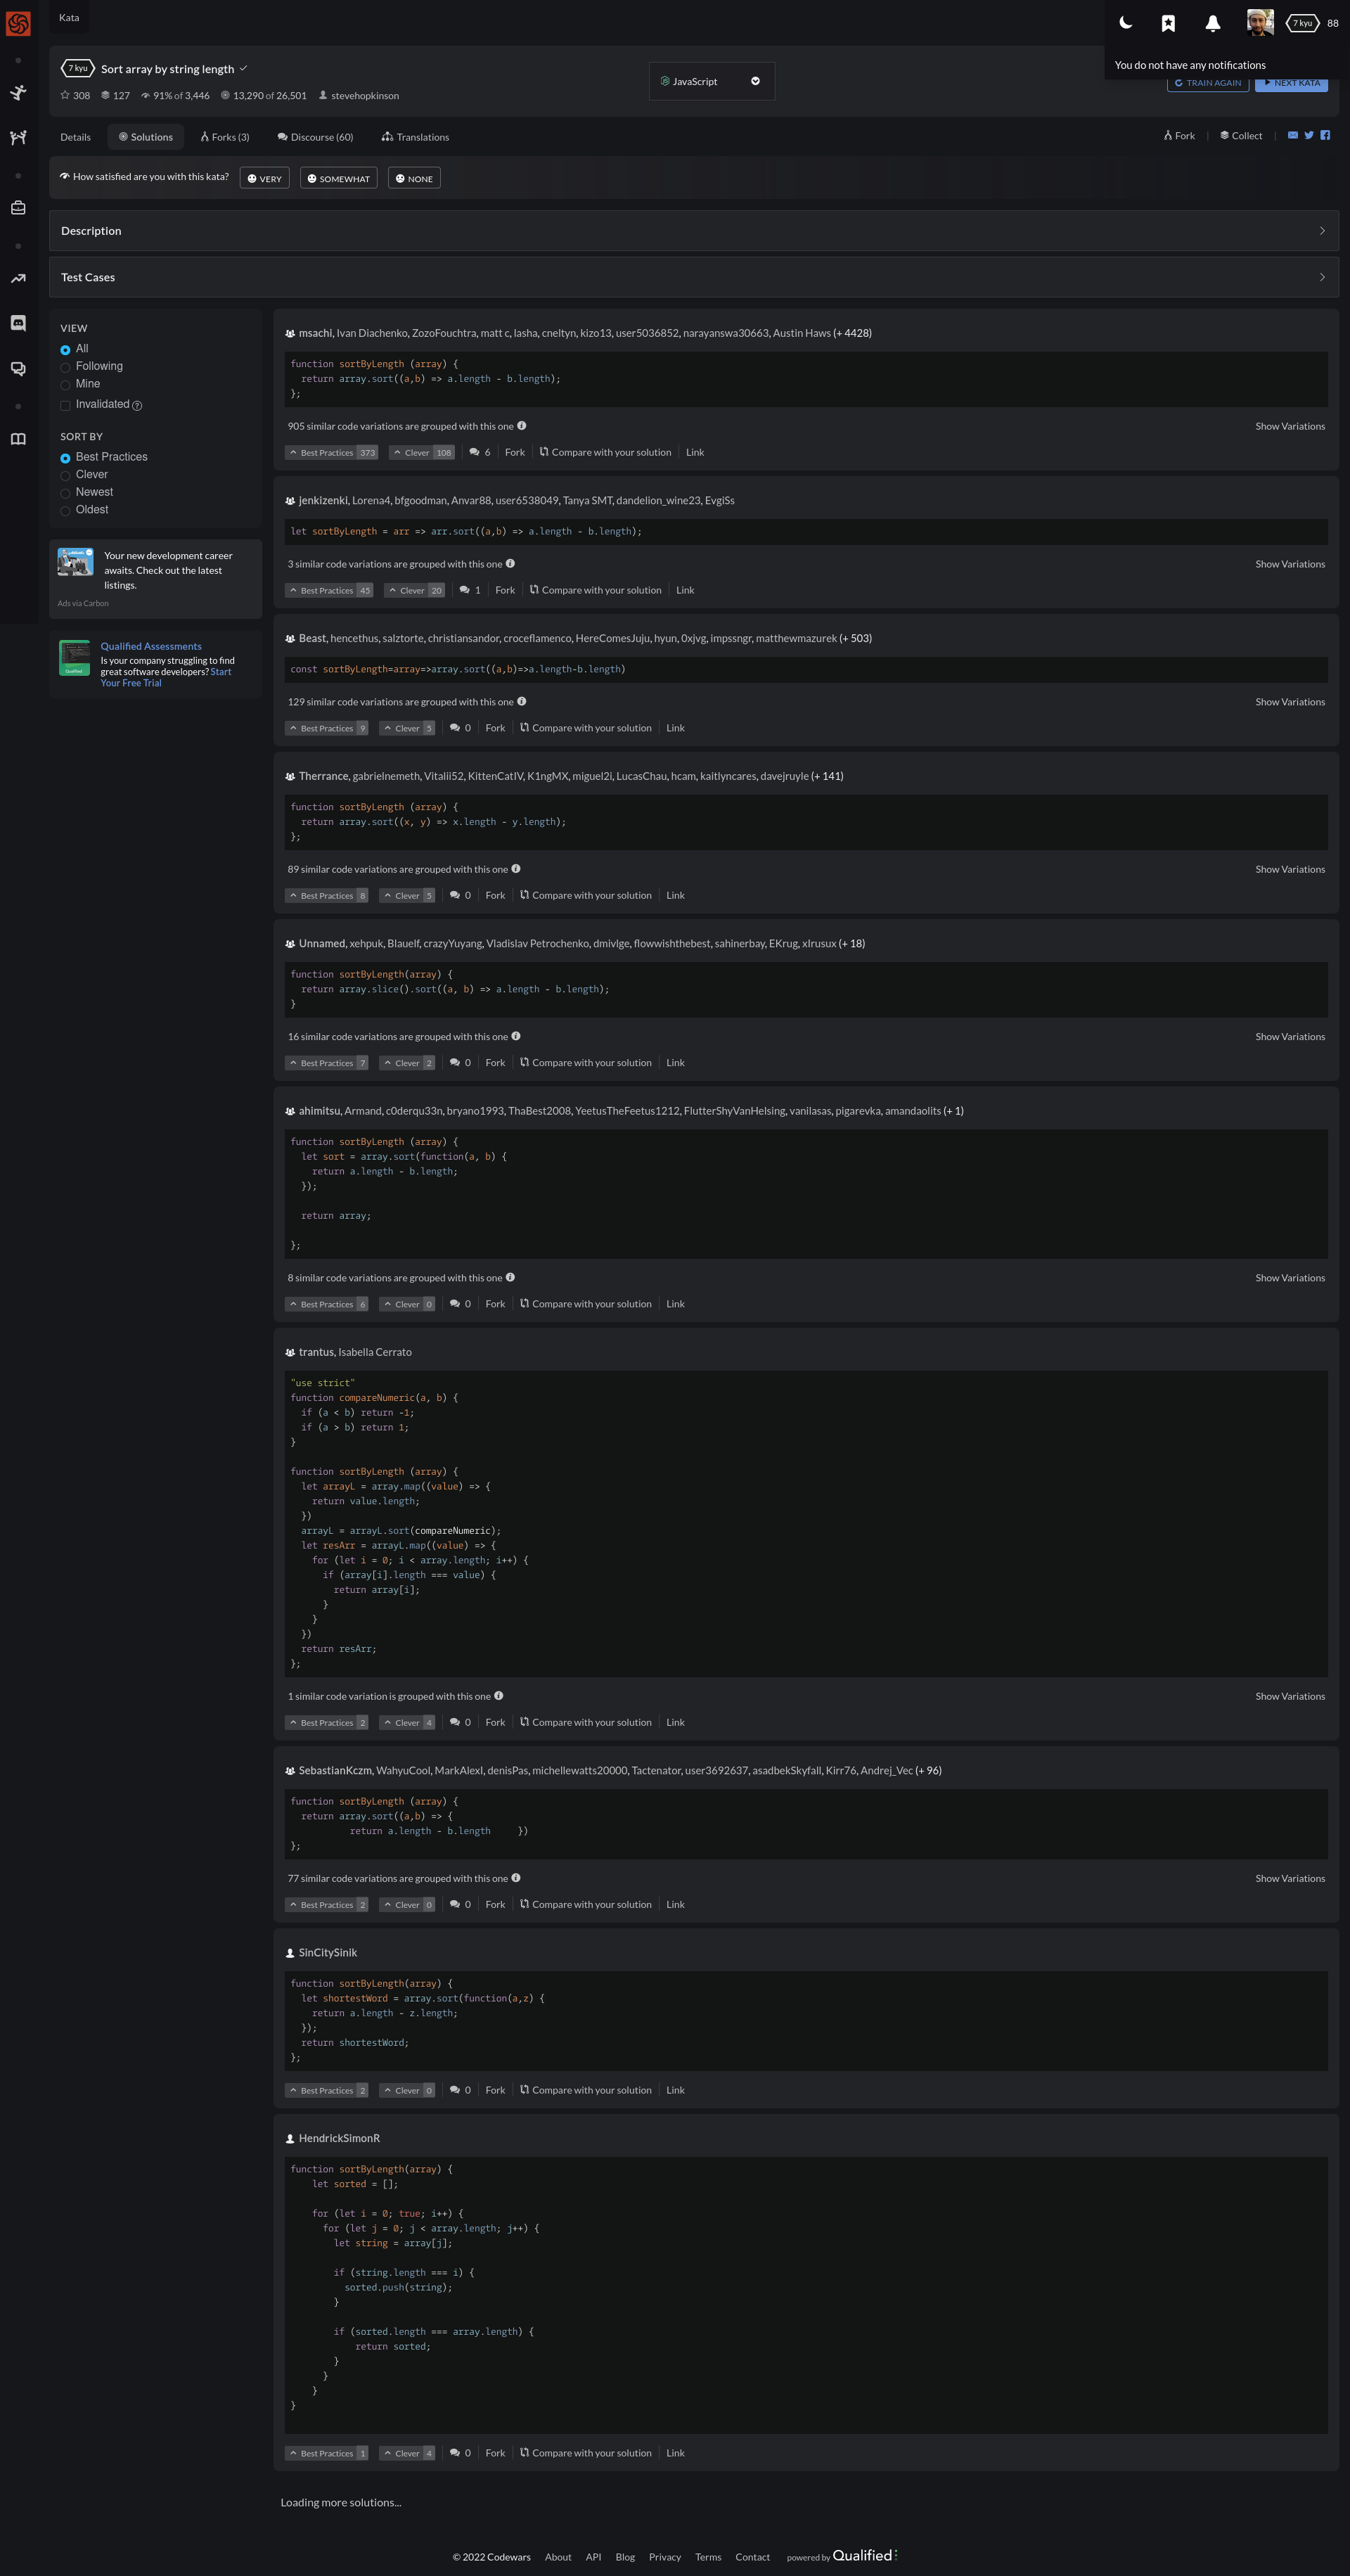 Kata
7 kyu
88
You do not have any notifications
7 kyu
Sort array by string length
308
127
91% of 3,446
13,290 of 26,501
stevehopkinson
JavaScript
TRAIN AGAIN
NEXT KATA
Details
Solutions
Forks (3)
Discourse (60)
Translations
Fork
Collect
How satisfied are you with this kata?
VERY
SOMEWHAT
NONE
Description
Test Cases
VIEW
All
Following
Mine
Invalidated
SORT BY
Best Practices
Clever
Newest
Oldest
Your new development career
awaits. Check out the latest
listings.
Ads via Carbon
Qualified Assessments
Is your company struggling to find
great software developers? Start
Your Free Trial
msachi, Ivan Diachenko, ZozoFouchtra, matt c, lasha, cneltyn, kizo13, user5036852, narayanswa30663, Austin Haws (+ 4428)
function sortByLength (array) {
  return array.sort((a,b) => a.length - b.length);
};
905 similar code variations are grouped with this one
Show Variations
Best Practices 373 Clever 108 6 Fork Compare with your solution Link
jenkizenki, Lorena4, bfgoodman, Anvar88, user6538049, Tanya SMT, dandelion_wine23, EvgiSs
let sortByLength = arr => arr.sort((a,b) => a.length - b.length);
3 similar code variations are grouped with this one
Show Variations
Best Practices 45 Clever 20 1 Fork Compare with your solution Link
Beast, hencethus, salztorte, christiansandor, croceflamenco, HereComesJuju, hyun, 0xjvg, impssngr, matthewmazurek (+ 503)
const sortByLength=array=>array.sort((a,b)=>a.length-b.length)
129 similar code variations are grouped with this one
Show Variations
Best Practices 9 Clever 5 0 Fork Compare with your solution Link
Therrance, gabrielnemeth, Vitalii52, KittenCatIV, K1ngMX, miguel2i, LucasChau, hcam, kaitlyncares, davejruyle (+ 141)
function sortByLength (array) {
  return array.sort((x, y) => x.length - y.length);
};
89 similar code variations are grouped with this one
Show Variations
Best Practices 8 Clever 5 0 Fork Compare with your solution Link
Unnamed, xehpuk, Blauelf, crazyYuyang, Vladislav Petrochenko, dmivlge, flowwishthebest, sahinerbay, EKrug, xlrusux (+ 18)
function sortByLength(array) {
  return array.slice().sort((a, b) => a.length - b.length);
}
16 similar code variations are grouped with this one
Show Variations
Best Practices 7 Clever 2 0 Fork Compare with your solution Link
ahimitsu, Armand, c0derqu33n, bryano1993, ThaBest2008, YeetusTheFeetus1212, FlutterShyVanHelsing, vanilasas, pigarevka, amandaolits (+ 1)
function sortByLength (array) {
  let sort = array.sort(function(a, b) {
    return a.length - b.length;
  });
  return array;
};
8 similar code variations are grouped with this one
Show Variations
Best Practices 6 Clever 0 0 Fork Compare with your solution Link
trantus, Isabella Cerrato
"use strict"
function compareNumeric(a, b) {
  if (a < b) return -1;
  if (a > b) return 1;
}
function sortByLength (array) {
  let arrayL = array.map((value) => {
    return value.length;
  })
  arrayL = arrayL.sort(compareNumeric);
  let resArr = arrayL.map((value) => {
    for (let i = 0; i < array.length; i++) {
      if (array[i].length === value) {
        return array[i];
      }
    }
  })
  return resArr;
};
1 similar code variation is grouped with this one
Show Variations
Best Practices 2 Clever 4 0 Fork Compare with your solution Link
SebastianKczm, WahyuCool, MarkAlexI, denisPas, michellewatts20000, Tactenator, user3692637, asadbekSkyfall, Kirr76, Andrej_Vec (+ 96)
function sortByLength (array) {
  return array.sort((a,b) => {
           return a.length - b.length     })
};
77 similar code variations are grouped with this one
Show Variations
Best Practices 2 Clever 0 0 Fork Compare with your solution Link
SinCitySinik
function sortByLength(array) {
  let shortestWord = array.sort(function(a,z) {
    return a.length - z.length;
  });
  return shortestWord;
};
Best Practices 2 Clever 0 0 Fork Compare with your solution Link
HendrickSimonR
function sortByLength(array) {
    let sorted = [];
    for (let i = 0; true; i++) {
      for (let j = 0; j < array.length; j++) {
        let string = array[j];
        if (string.length === i) {
          sorted.push(string);
        }
        if (sorted.length === array.length) {
            return sorted;
        }
      }
    }
}
Best Practices 1 Clever 4 0 Fork Compare with your solution Link
Loading more solutions...
© 2022 Codewars About API Blog Privacy Terms Contact powered by Qualified